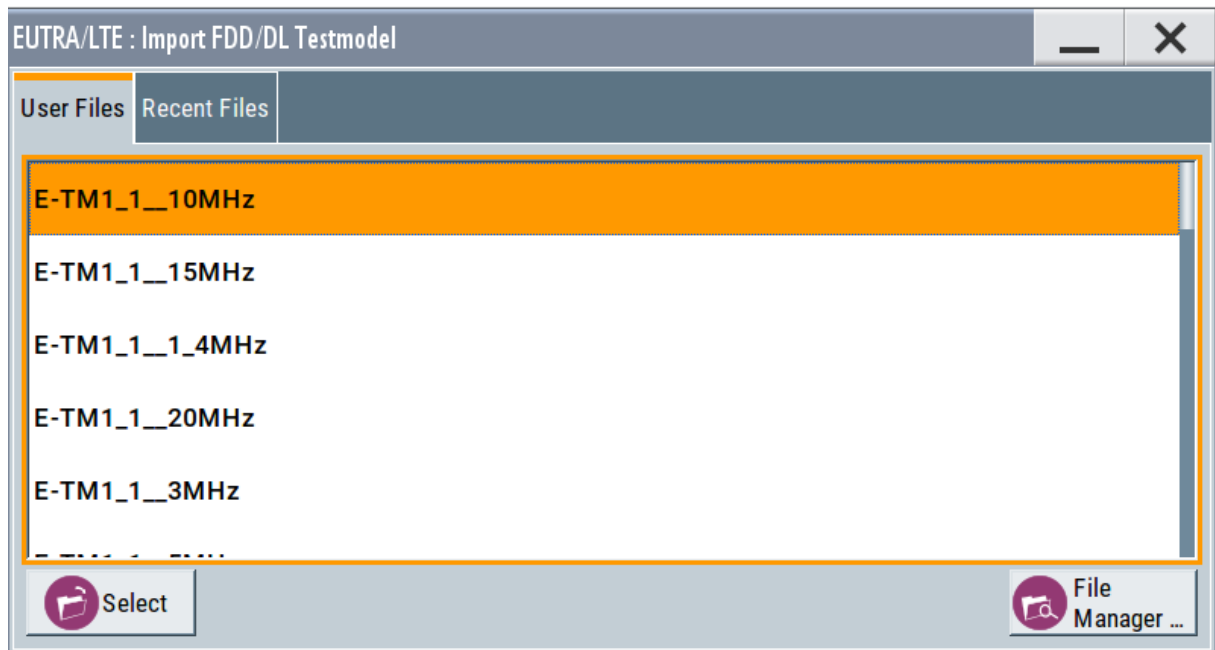 EUTRA/LTE : Import FDD/DL Testmodel
User Files Recent Files
E-TM1_1__10MHz
E-TM1_1__15MHz
E-TM1_1__1_4MHz
E-TM1_1__20MHz
E-TM1_1__3MHz
Select
File
Manager ...